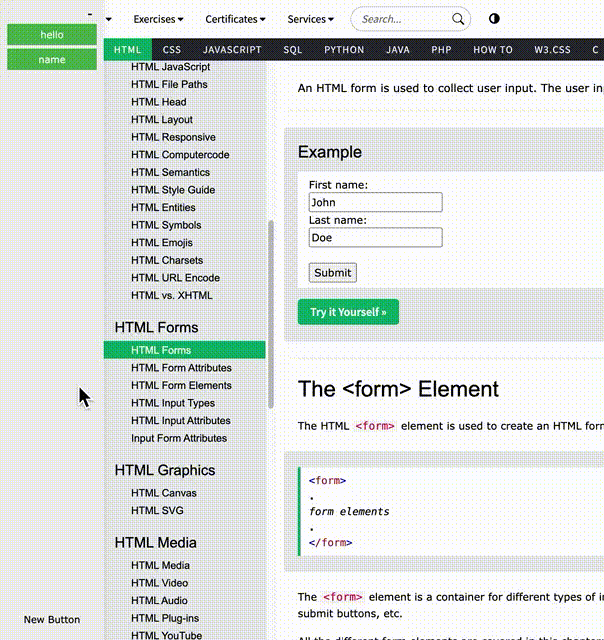 -
hello
name
New Button
Exercises
Certificates
Services
Search...
HTML
CSS
JAVASCRIPT
SQL
PYTHON
JAVA
PHP
HOW TO
W3.CSS
C
HTML JavaScript
HTML File Paths
HTML Head
HTML Layout
HTML Responsive
HTML Computercode
HTML Semantics
HTML Style Guide
HTML Entities
HTML Symbols
HTML Emojis
HTML Charsets
HTML URL Encode
HTML vs. XHTML
HTML Forms
HTML Forms
HTML Form Attributes
HTML Form Elements
HTML Input Types
HTML Input Attributes
Input Form Attributes
HTML Graphics
HTML Canvas
HTML SVG
HTML Media
HTML Media
HTML Video
HTML Audio
HTML Plug-ins
HTML YouTube
An HTML form is used to collect user input. The user in
Example
First name:
John
Last name:
Doe
Submit
Try it Yourself »
The <form> Element
The HTML <form> element is used to create an HTML form
<form>
.
form elements
.
</form>
The <form> element is a container for different types of i
submit buttons, etc.